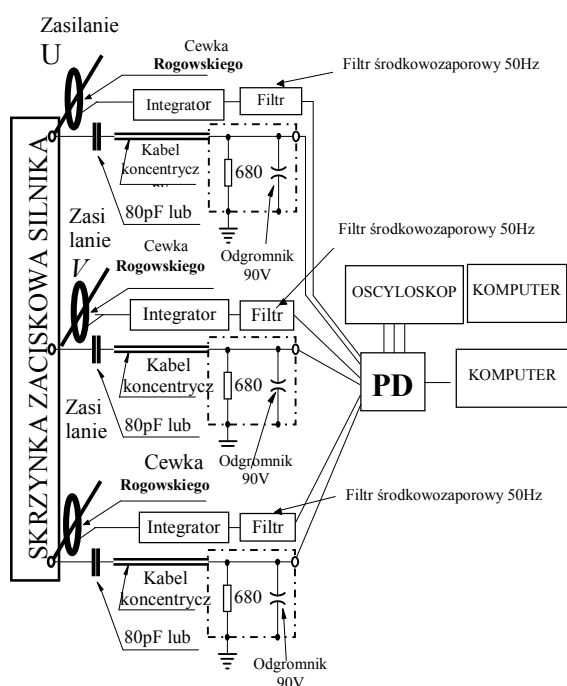 Zasilanie
U
Cewka
Rogowskiego
Filtr środkowozaporowy 50Hz
Integrator
Filtr
SKRZYNKA ZACISKOWA SILNIKA
Kabel
koncentrycz
680
80pF lub
Odgromnik
90V
Zasi
lanie
V
Cewka
Rogowskiego
Filtr środkowozaporowy 50Hz
Integrator
Filtr
OSCYLOSKOP
KOMPUTER
Kabel
koncentrycz
680
PD
KOMPUTER
Zasi
lanie
80pF lub
Odgromnik
90V
Cewka
Rogowskiego
Filtr środkowozaporowy 50Hz
Integrator
Filtr
Kabel
koncentrycz
680
80pF lub
Odgromnik
90V